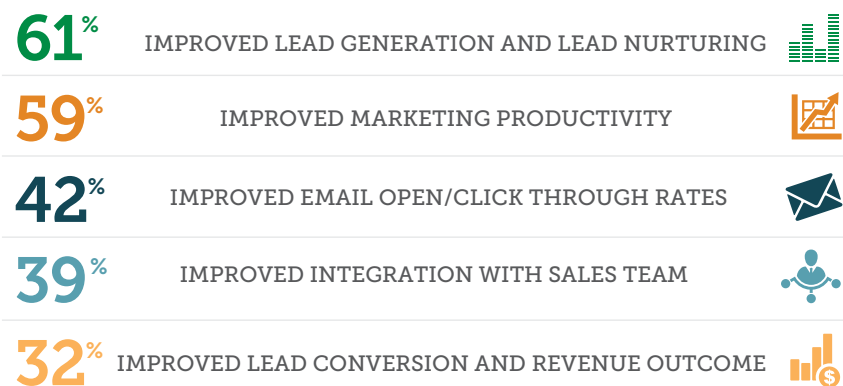 61% IMPROVED LEAD GENERATION AND LEAD NURTURING
59% IMPROVED MARKETING PRODUCTIVITY
42% IMPROVED EMAIL OPEN/CLICK THROUGH RATES
39% IMPROVED INTEGRATION WITH SALES TEAM
32% IMPROVED LEAD CONVERSION AND REVENUE OUTCOME
$